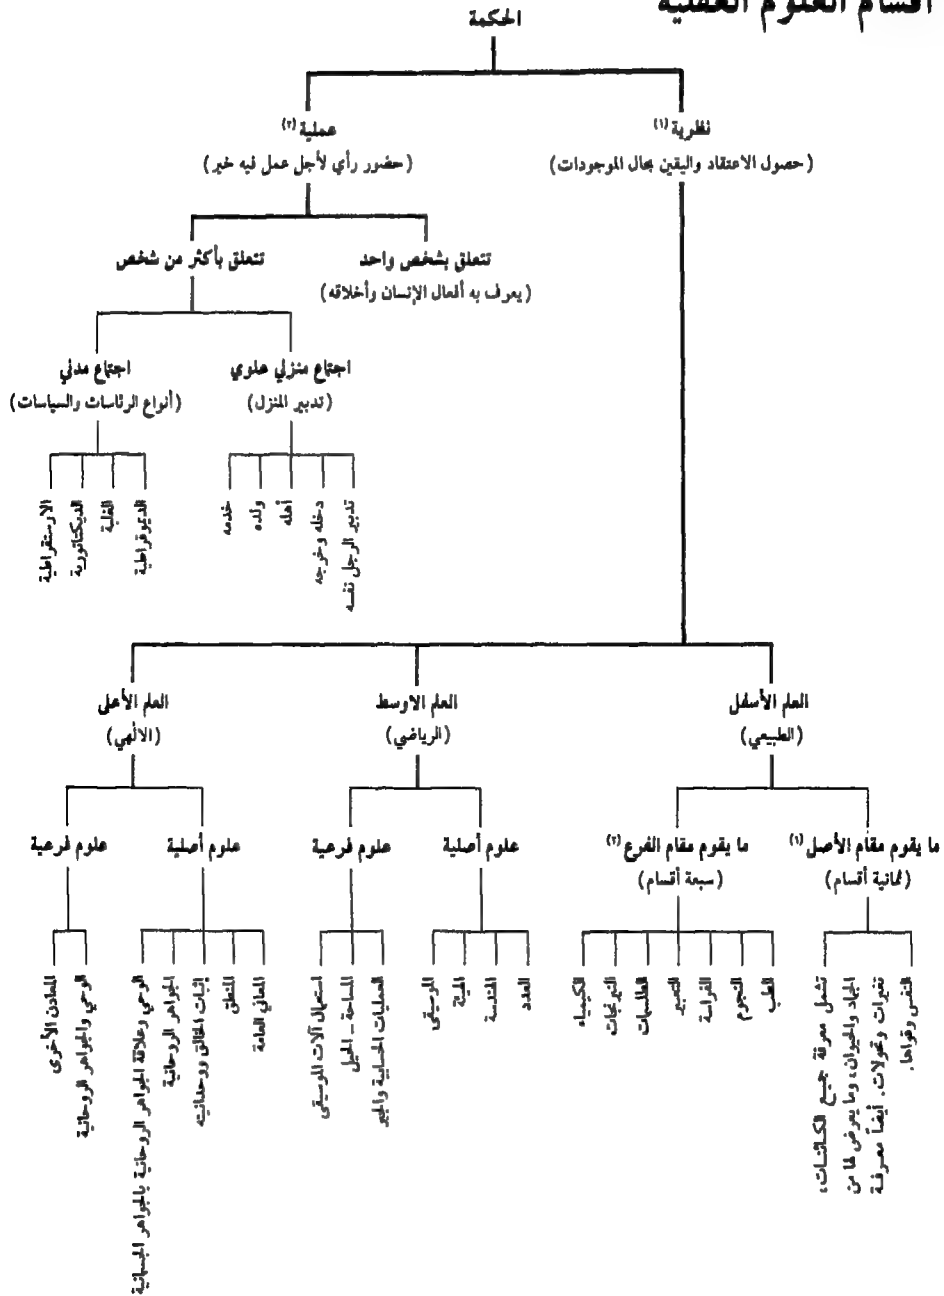 أقسام العلوم العقلية
الحكمة
نظرية (١)
(حصول الاعتقاد واليقين بحال الموجودات)
عملية (٢)
(حضور رأي لأجل عمل فيه خير)
تتعلق بشخص واحد
(يعرف به أفعال الإنسان وأخلاقه)
تتعلق بأكثر من شخص
اجتماع منزلي علوي
(تدبير المنزل)
اجتماع مدني
(أنواع الرئاسات والسياسات)
تدبير الرجل نفسه
دخله وخرجه
أهله
ولده
خدمه
الديموقراطية
الغلبة
الديكتاتورية
الارستقراطية
العلم الأسفل
(الطبيعي)
العلم الاوسط
(الرياضي)
العلم الأعلى
(الالهي)
ما يقوم مقام الأصل (١)
(ثمانية أقسام)
ما يقوم مقام الفرع (٢)
(سبعة أقسام)
علوم أصلية
علوم فرعية
علوم أصلية
علوم فرعية
تشمل معرفة جميع الكائنات،
الجماد والحيوان، وما يعرض لها من
تغيرات وتحولات. أيضاً معرفة
النفس وقواها.
الطب
النجوم
الفراسة
التعبير
الطلسمات
النيرنجات
الكيمياء
العدد
الهندسة
الهيئة
الموسيقى
العمليات الحسابية والجبر
المساحة - الحيل
استعمال آلات الموسيقى
المعاني العامة
المنطق
إثبات الخالق ووحدانيته
الجواهر الروحانية
الوحي وعلاقة الجواهر الروحانية بالجواهر الجسمانية
الوحي والجواهر الروحانية
المعادن الأخرى